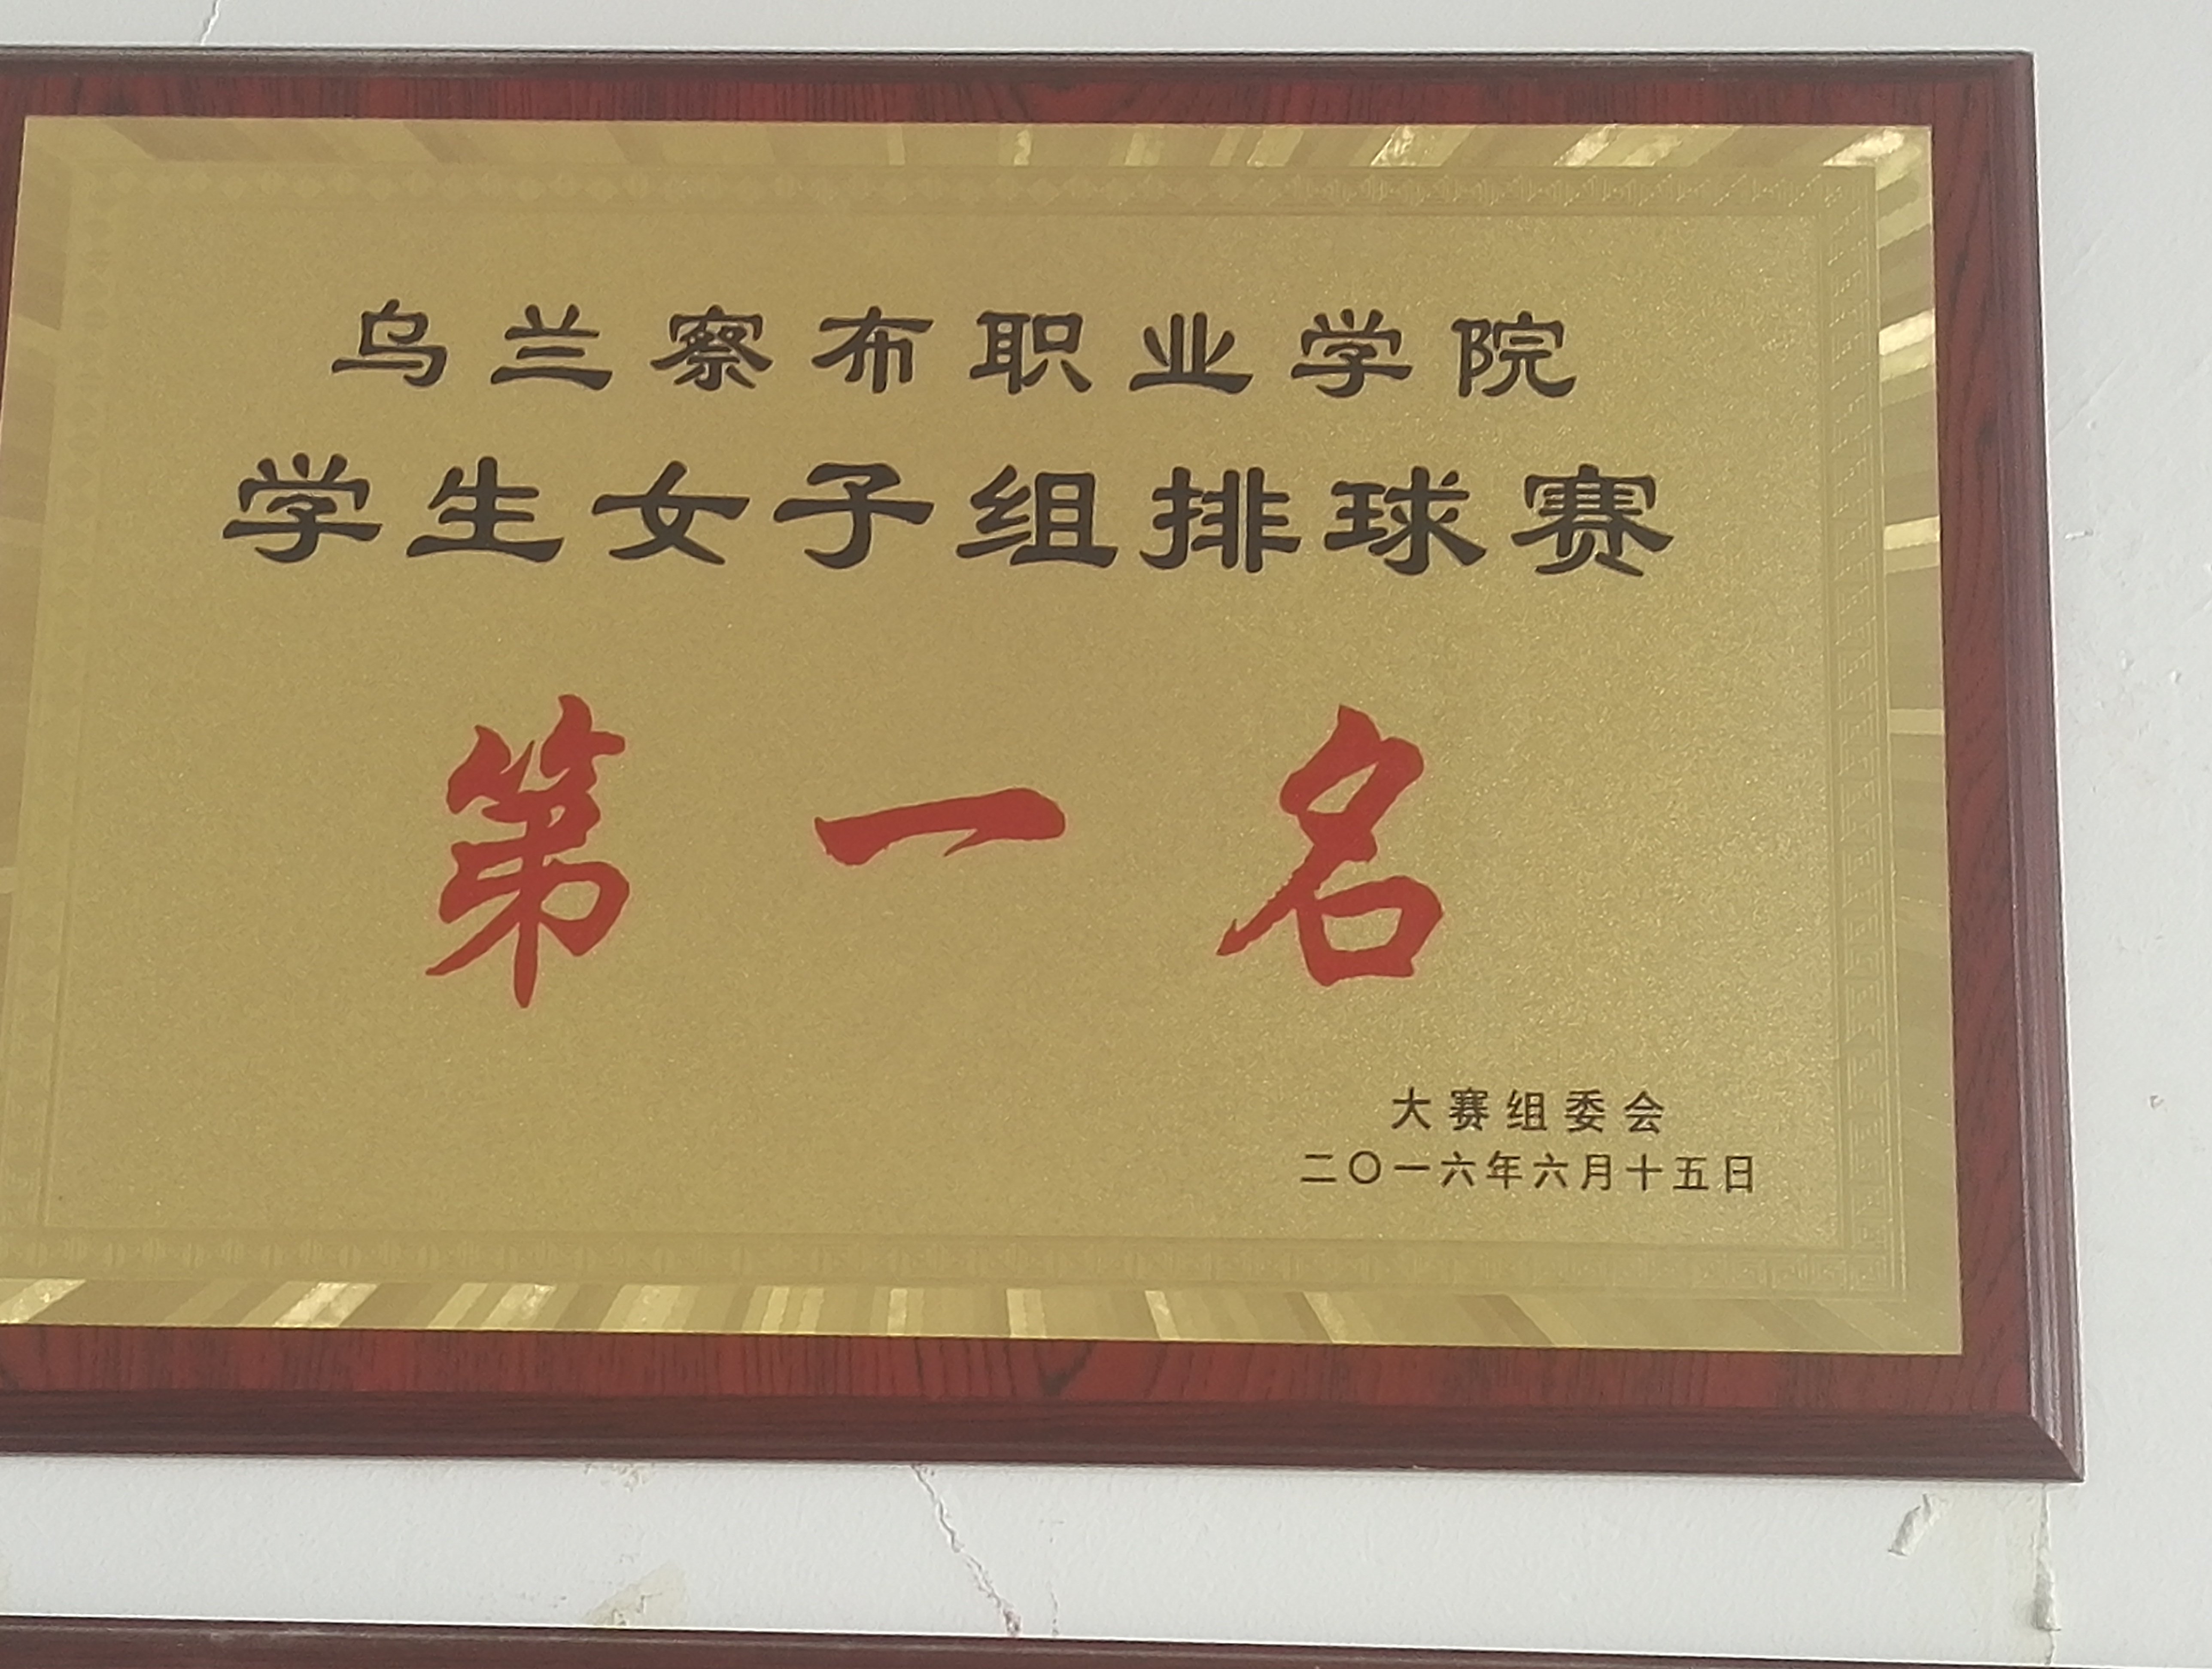 乌兰察布职业学院
学生女子组排球赛
第一名
大赛组委会
二〇一六年六月十五日